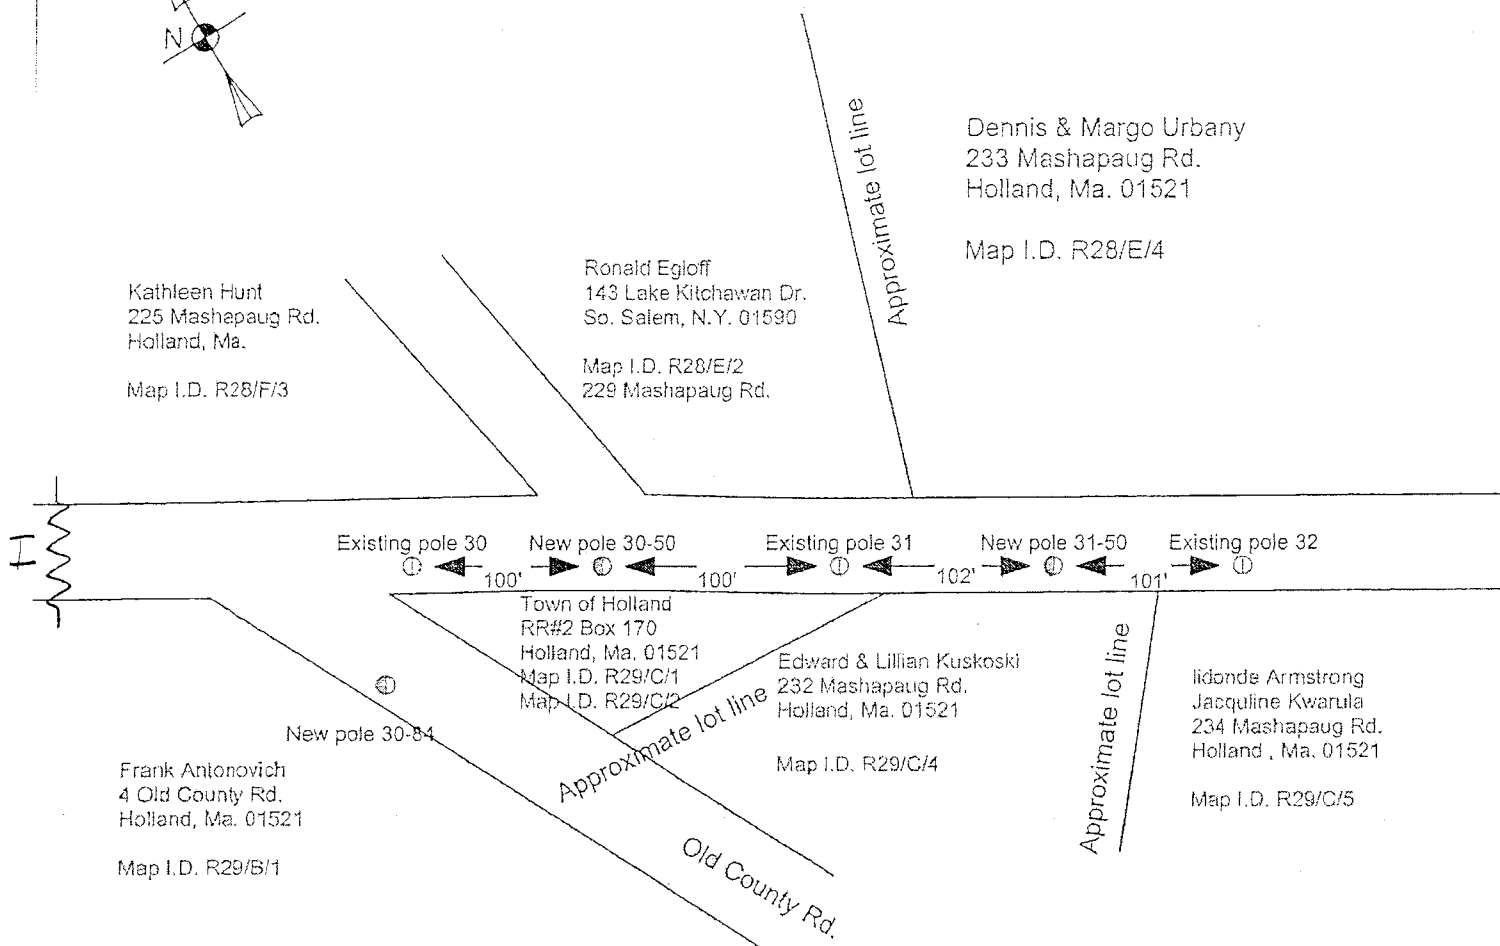 N
Dennis & Margo Urbany
233 Mashapaug Rd.
Holland, Ma. 01521
Map I.D. R28/E/4
Approximate lot line
Ronald Egloff
143 Lake Kitchawan Dr.
So. Salem, N.Y. 01590
Map I.D. R28/E/2
229 Mashapaug Rd.
Kathleen Hunt
225 Mashapaug Rd.
Holland, Ma.
Map I.D. R28/F/3
Existing pole 30
New pole 30-50
Existing pole 31
New pole 31-50
Existing pole 32
100'
100'
102'
101'
Town of Holland
RR#2 Box 170
Holland, Ma. 01521
Map I.D. R29/C/1
Map I.D. R29/C/2
Edward & Lillian Kuskoski
232 Mashapaug Rd.
Holland, Ma. 01521
Map I.D. R29/C/4
Approximate lot line
Approximate lot line
Ildonde Armstrong
Jacquline Kwarula
234 Mashapaug Rd.
Holland , Ma. 01521
Map I.D. R29/C/5
New pole 30-84
Frank Antonovich
4 Old County Rd.
Holland, Ma. 01521
Map I.D. R29/B/1
Old County Rd.